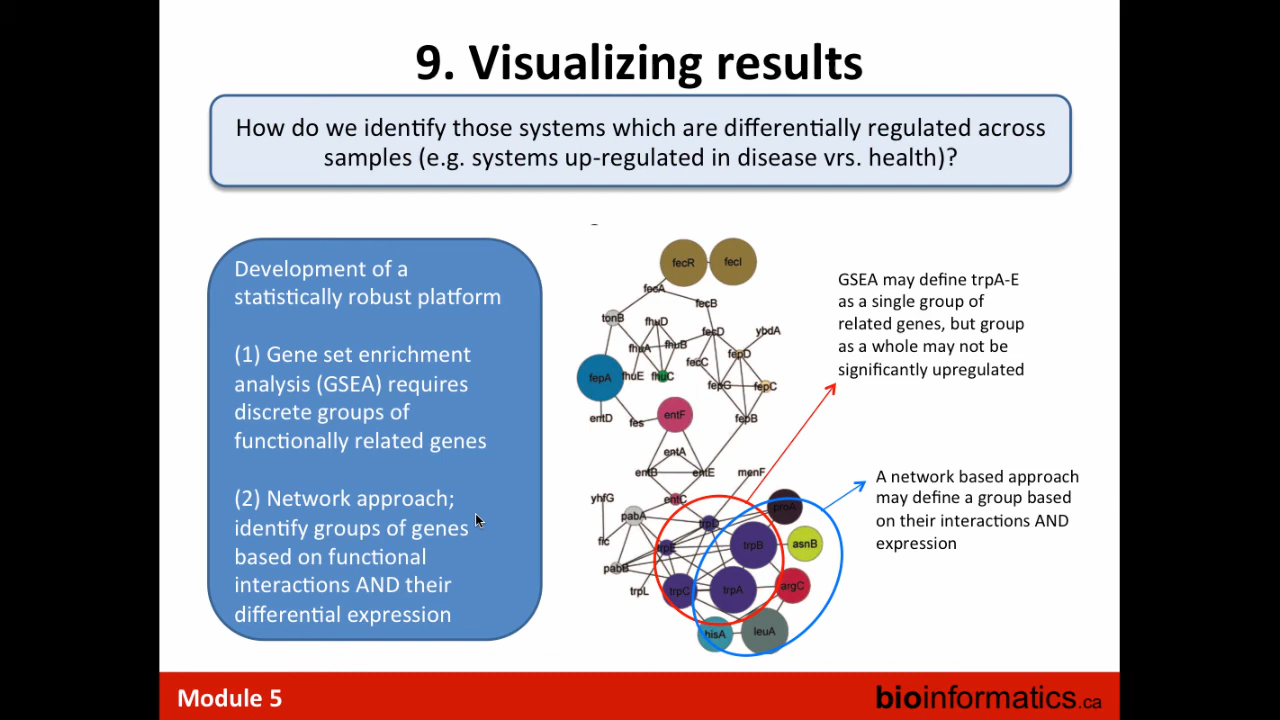 9. Visualizing results
How do we identify those systems which are differentially regulated across
samples (e.g. systems up-regulated in disease vrs. health)?
Development of a
statistically robust platform
(1) Gene set enrichment
analysis (GSEA) requires
discrete groups of
functionally related genes
(2) Network approach;
identify groups of genes
based on functional
interactions AND their
differential expression
fecR
fecI
fecB
tonB
fhuD
fecD
ybdA
fhuA
fhuB
fecC
fepD
fepA
fhuE
fhuC
fepG
fepC
entD
fes
entF
fepB
entA
entB
entE
menF
yhfG
entC
pabA
trpD
proA
fic
trpE
trpB
asnB
pabB
trpL
trpC
trpA
argC
hisA
leuA
GSEA may define trpA-E
as a single group of
related genes, but group
as a whole may not be
significantly upregulated
A network based approach
may define a group based
on their interactions AND
expression
Module 5
bioinformatics.ca